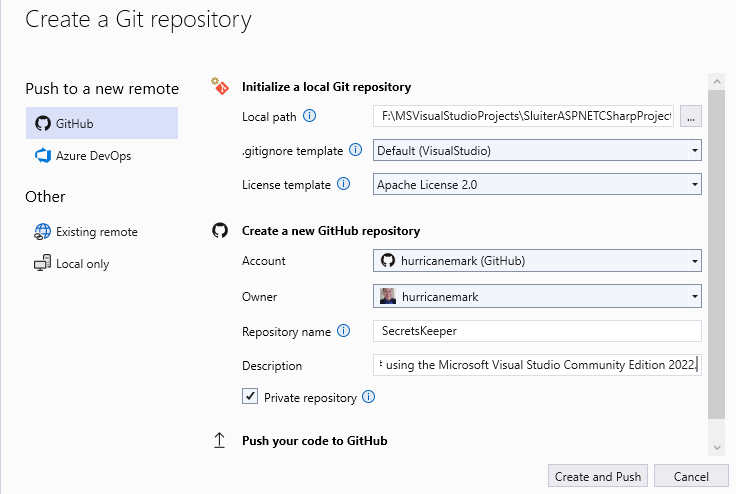 Create a Git repository
Push to a new remote
GitHub
Azure DevOps
Other
Existing remote
Local only
Initialize a local Git repository
Local path F:\MSVisualStudioProjects\SluiterASPNETCSharpProject ...
.gitignore template Default (VisualStudio)
License template Apache License 2.0
Create a new GitHub repository
Account hurricanemark (GitHub)
Owner hurricanemark
Repository name SecretsKeeper
Description using the Microsoft Visual Studio Community Edition 2022.
Private repository
Push your code to GitHub
Create and Push Cancel